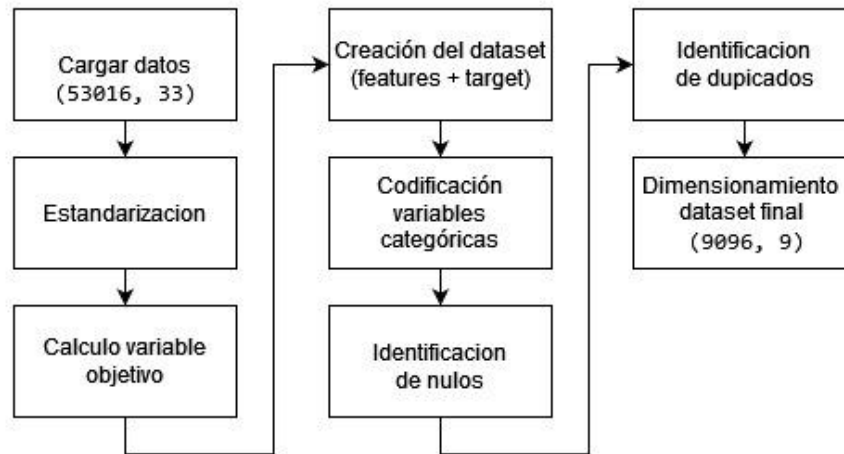 Cargar datos
(53016, 33)
Estandarizacion
Calculo variable
objetivo
Creación del dataset
(features + target)
Codificación
variables
categóricas
Identificacion
de nulos
Identificacion
de dupicados
Dimensionamiento
dataset final
(9096, 9)